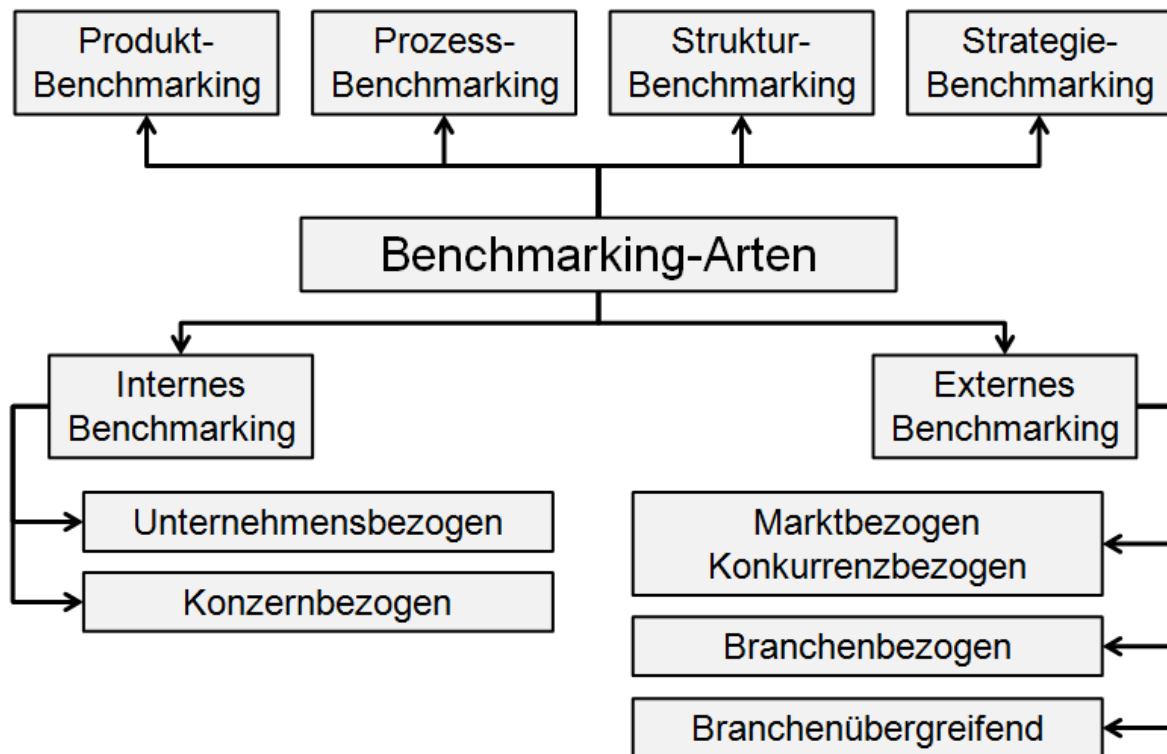 Produkt-
Benchmarking
Prozess-
Benchmarking
Struktur-
Benchmarking
Strategie-
Benchmarking
Benchmarking-Arten
Internes
Benchmarking
Externes
Benchmarking
Unternehmensbezogen
Konzernbezogen
Marktbezogen
Konkurrenzbezogen
Branchenbezogen
Branchenübergreifend